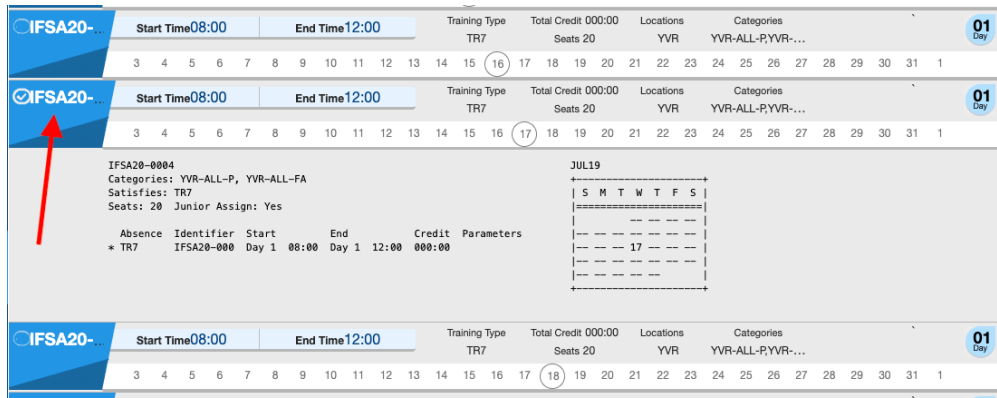 IFSA20-... Start Time08:00 End Time12:00 Training Type Total Credit 000:00 Locations Categories ` 01
TR7 Seats 20 YVR YVR-ALL-P,YVR-... Day
3 4 5 6 7 8 9 10 11 12 13 14 15 16 17 18 19 20 21 22 23 24 25 26 27 28 29 30 31 1
IFSA20-... Start Time08:00 End Time12:00 Training Type Total Credit 000:00 Locations Categories ` 01
TR7 Seats 20 YVR YVR-ALL-P,YVR-... Day
3 4 5 6 7 8 9 10 11 12 13 14 15 16 17 18 19 20 21 22 23 24 25 26 27 28 29 30 31 1
IFSA20-0004 JUL19
Categories: YVR-ALL-P, YVR-ALL-FA +----------------------+
Satisfies: TR7 | S M T W T F S |
Seats: 20 Junior Assign: Yes |======================|
| -- -- -- -- |
Absence Identifier Start End Credit Parameters |-- -- -- -- -- -- -- |
* TR7 IFSA20-000 Day 1 08:00 Day 1 12:00 000:00 |-- -- -- 17 -- -- -- |
|-- -- -- -- -- -- -- |
|-- -- -- -- |
+----------------------+
IFSA20-... Start Time08:00 End Time12:00 Training Type Total Credit 000:00 Locations Categories ` 01
TR7 Seats 20 YVR YVR-ALL-P,YVR-... Day
3 4 5 6 7 8 9 10 11 12 13 14 15 16 17 18 19 20 21 22 23 24 25 26 27 28 29 30 31 1